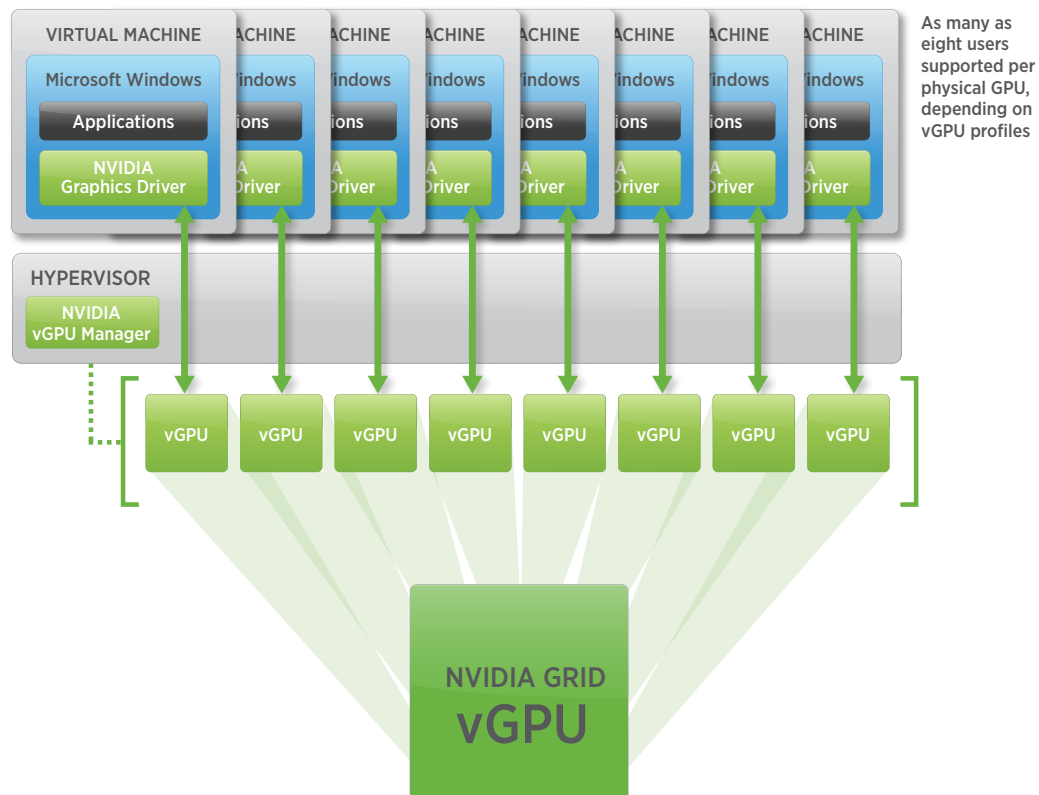 VIRTUAL MACHINE
ACHINE
ACHINE
ACHINE
ACHINE
ACHINE
ACHINE
ACHINE
As many as
eight users
supported per
physical GPU,
depending on
vGPU profiles
Microsoft Windows
Windows
Windows
Windows
Windows
Windows
Windows
Windows
Applications
ions
ions
ions
ions
ions
ions
ions
NVIDIA
Graphics Driver
A
Driver
A
Driver
A
Driver
A
Driver
A
Driver
A
Driver
A
Driver
HYPERVISOR
NVIDIA
vGPU Manager
vGPU
vGPU
vGPU
vGPU
vGPU
vGPU
vGPU
vGPU
NVIDIA GRID
vGPU